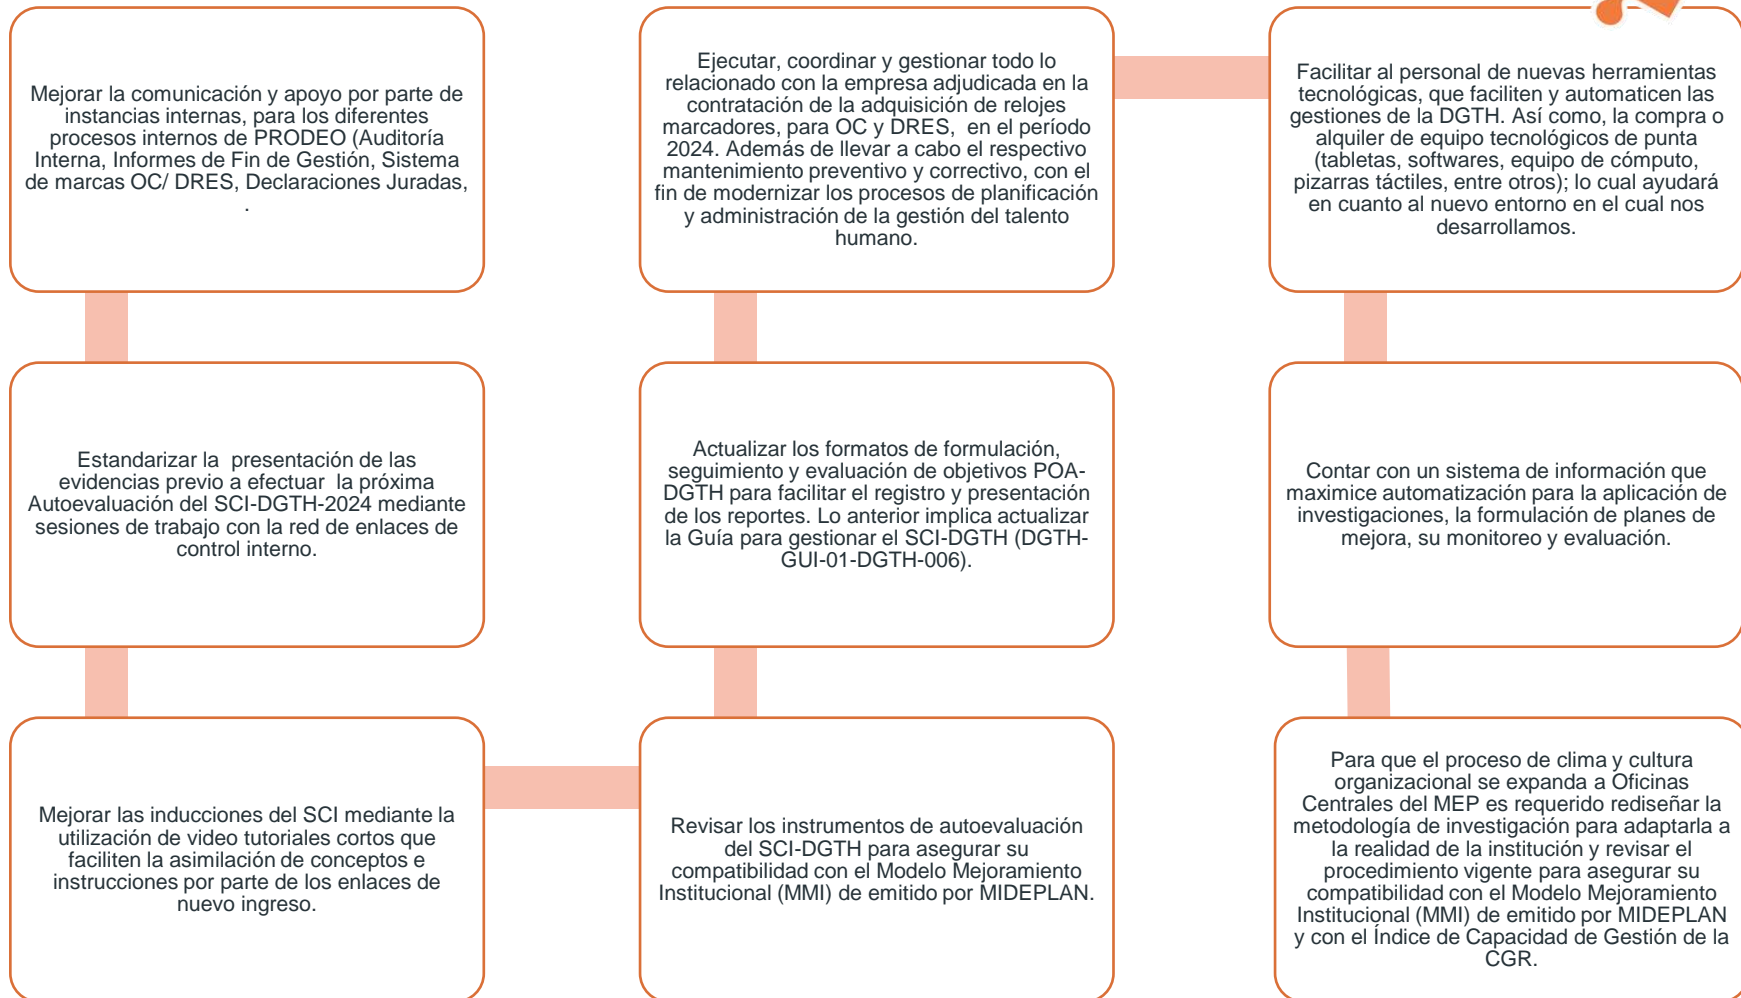 Mejorar la comunicación y apoyo por parte de
instancias internas, para los diferentes
procesos internos de PRODEO (Auditoría
Interna, Informes de Fin de Gestión, Sistema
de marcas OC/ DRES, Declaraciones Juradas,
.
Estandarizar la  presentación de las
evidencias previo a efectuar  la próxima
Autoevaluación del SCI-DGTH-2024 mediante
sesiones de trabajo con la red de enlaces de
control interno.
Mejorar las inducciones del SCI mediante la
utilización de video tutoriales cortos que
faciliten la asimilación de conceptos e
instrucciones por parte de los enlaces de
nuevo ingreso.
Revisar los instrumentos de autoevaluación
del SCI-DGTH para asegurar su
compatibilidad con el Modelo Mejoramiento
Institucional (MMI) de emitido por MIDEPLAN.
Actualizar los formatos de formulación,
seguimiento y evaluación de objetivos POA-
DGTH para facilitar el registro y presentación
de los reportes. Lo anterior implica actualizar
la Guía para gestionar el SCI-DGTH (DGTH-
GUI-01-DGTH-006).
Ejecutar, coordinar y gestionar todo lo
relacionado con la empresa adjudicada en la
contratación de la adquisición de relojes
marcadores, para OC y DRES,  en el período
2024. Además de llevar a cabo el respectivo
mantenimiento preventivo y correctivo, con el
fin de modernizar los procesos de planificación
y administración de la gestión del talento
humano.
Facilitar al personal de nuevas herramientas
tecnológicas, que faciliten y automaticen las
gestiones de la DGTH. Así como, la compra o
alquiler de equipo tecnológicos de punta
(tabletas, softwares, equipo de cómputo,
pizarras táctiles, entre otros); lo cual ayudará
en cuanto al nuevo entorno en el cual nos
desarrollamos.
Contar con un sistema de información que
maximice automatización para la aplicación de
investigaciones, la formulación de planes de
mejora, su monitoreo y evaluación.
Para que el proceso de clima y cultura
organizacional se expanda a Oficinas
Centrales del MEP es requerido rediseñar la
metodología de investigación para adaptarla a
la realidad de la institución y revisar el
procedimiento vigente para asegurar su
compatibilidad con el Modelo Mejoramiento
Institucional (MMI) de emitido por MIDEPLAN
y con el Índice de Capacidad de Gestión de la
CGR.